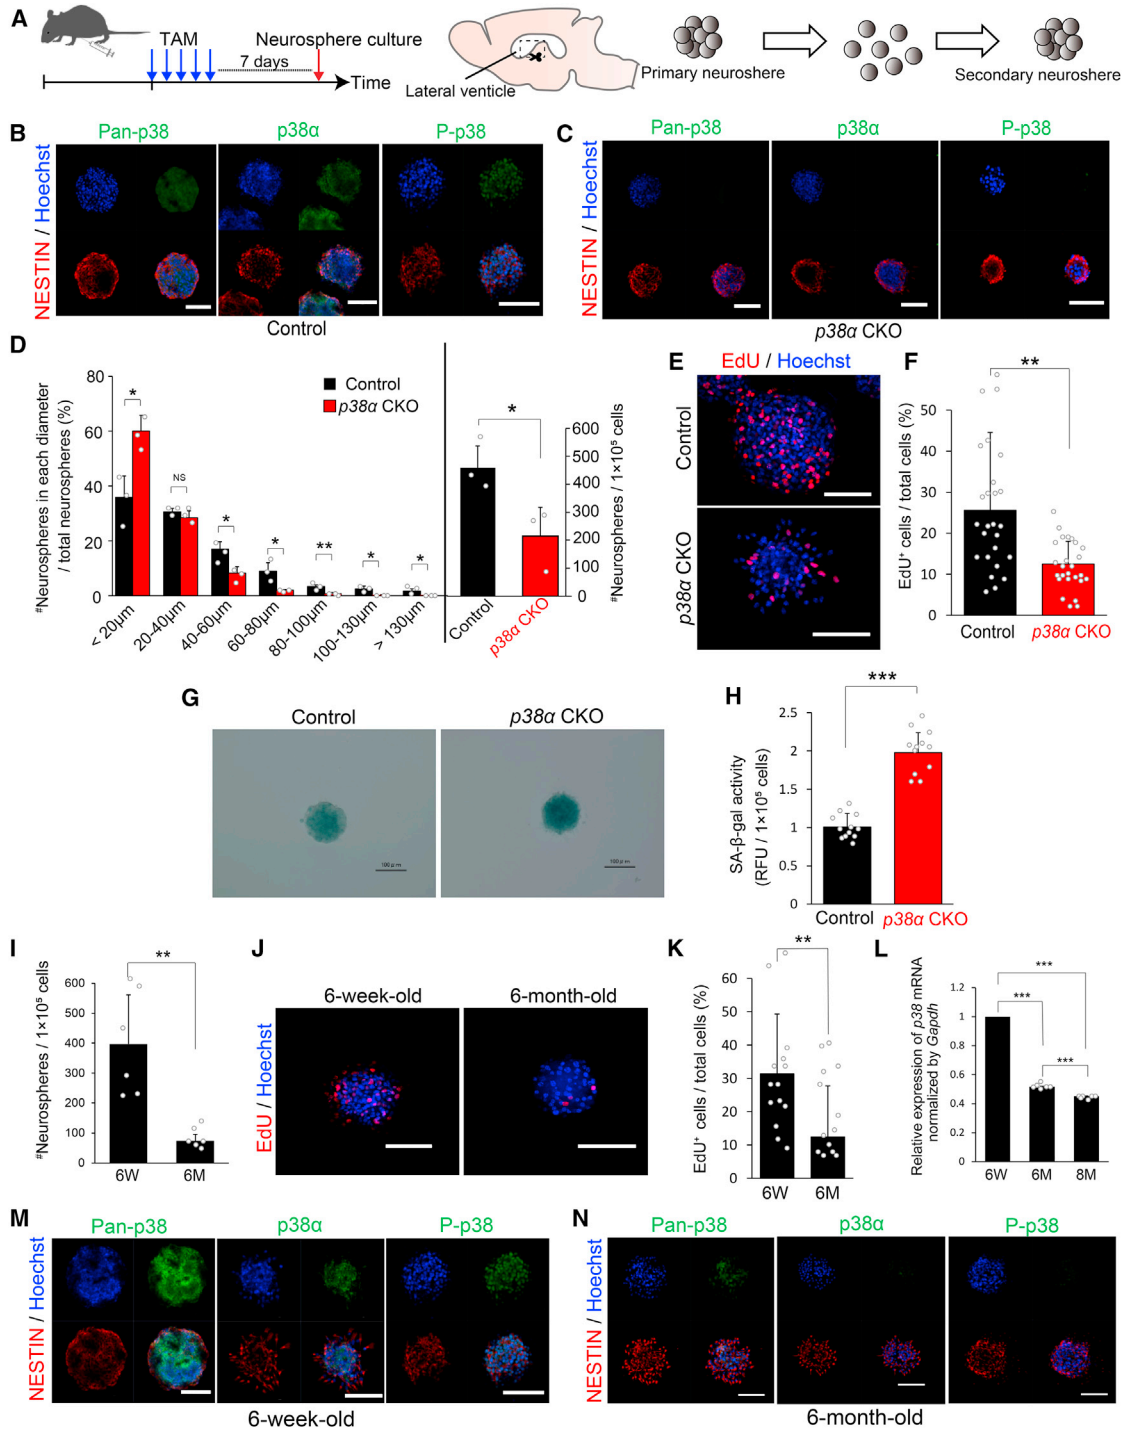 A
TAM
Neurosphere culture
7 days
Time
Lateral venticle
Primary neuroshere
Secondary neuroshere
B
Pan-p38
p38α
P-p38
NESTIN / Hoechst
Control
C
Pan-p38
p38α
P-p38
NESTIN / Hoechst
p38α CKO
D
#Neurospheres in each diameter
/ total neurospheres (%)
80
60
40
20
0
Control
p38α CKO
*
NS
*
*
**
*
*
< 20μm
20-40μm
40-60μm
60-80μm
80-100μm
100-130μm
> 130μm
*
600
500
400
300
200
100
0
#Neurospheres / 1×10⁵ cells
Control
p38α CKO
E
EdU / Hoechst
Control
p38α CKO
F
EdU⁺ cells / total cells (%)
**
50
40
30
20
10
0
Control
p38α CKO
G
Control
p38α CKO
100μm
100μm
H
SA-β-gal activity
(RFU / 1×10⁵ cells)
***
2.5
2
1.5
1
0.5
0
Control
p38α CKO
I
#Neurospheres / 1×10⁵ cells
**
600
500
400
300
200
100
0
6W
6M
J
6-week-old
6-month-old
EdU / Hoechst
K
EdU⁺ cells / total cells (%)
**
60
50
40
30
20
10
0
6W
6M
L
Relative expression of p38 mRNA
normalized by Gapdh
***
***
***
1.2
1
0.8
0.6
0.4
0.2
0
6W
6M
8M
M
Pan-p38
p38α
P-p38
NESTIN / Hoechst
6-week-old
N
Pan-p38
p38α
P-p38
NESTIN / Hoechst
6-month-old